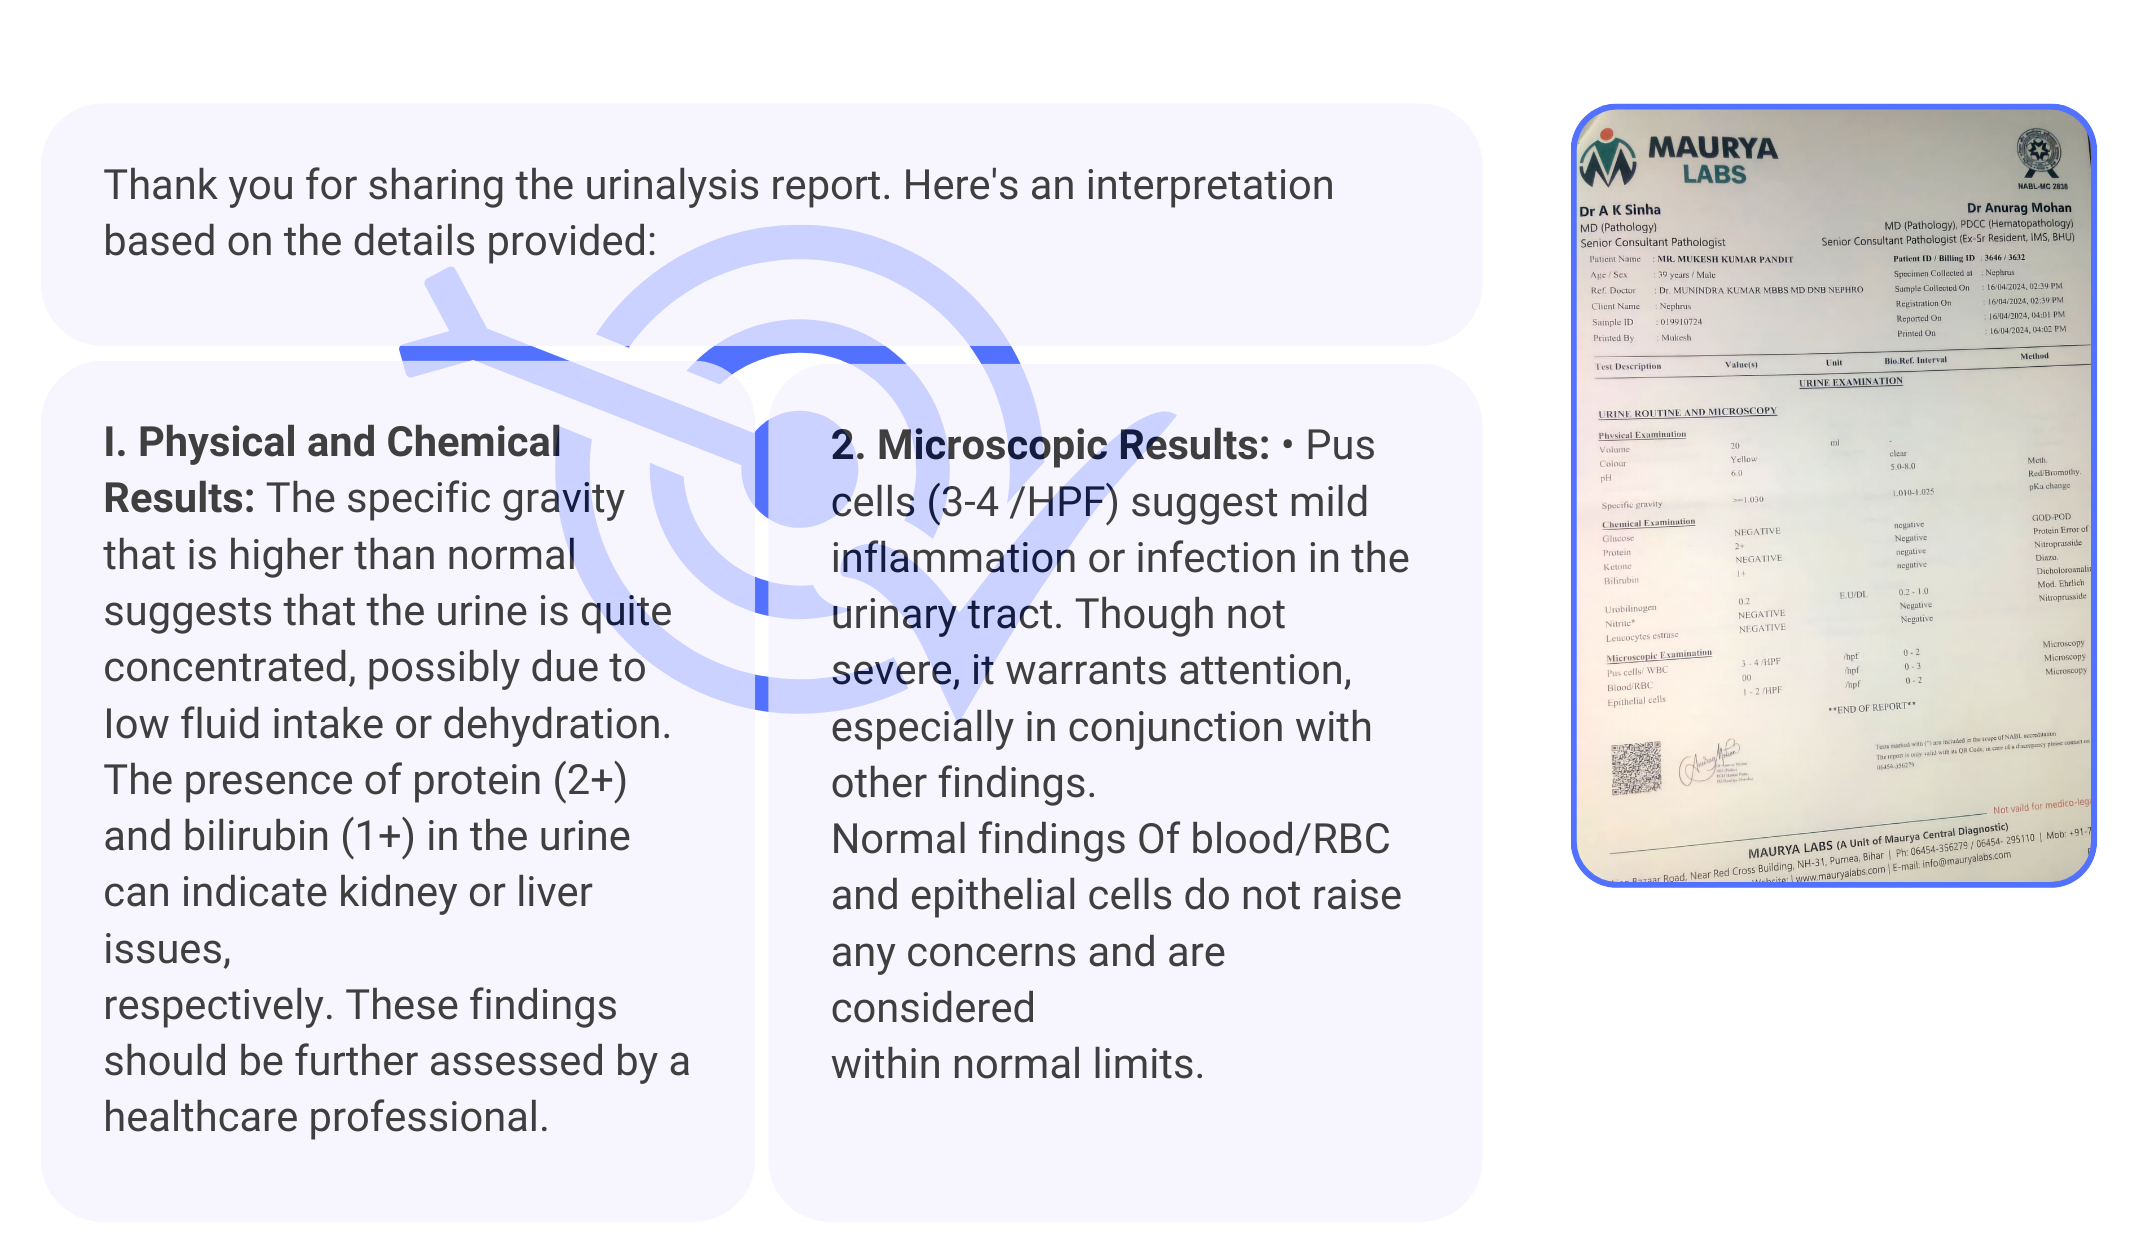 Thank you for sharing the urinalysis report. Here's an interpretation
based on the details provided:
I. Physical and Chemical
Results: The specific gravity
that is higher than normal
suggests that the urine is quite
concentrated, possibly due to
low fluid intake or dehydration.
The presence of protein (2+)
and bilirubin (1+) in the urine
can indicate kidney or liver
issues,
respectively. These findings
should be further assessed by a
healthcare professional.
2. Microscopic Results: • Pus
cells (3-4 /HPF) suggest mild
inflammation or infection in the
urinary tract. Though not
severe, it warrants attention,
especially in conjunction with
other findings.
Normal findings Of blood/RBC
and epithelial cells do not raise
any concerns and are
considered
within normal limits.
MAURYA
LABS
NABL-MC 2838
Dr A K Sinha
MD (Pathology)
Senior Consultant Pathologist
Dr Anurag Mohan
MD (Pathology), PDCC (Hematopathology)
Senior Consultant Pathologist (Ex-Sr Resident, IMS, BHU)
Patient Name : MR. MUKESH KUMAR PANDIT
Age / Sex : 39 years / Male
Ref. Doctor : Dr. MUNINDRA KUMAR MBBS MD DNB NEPHRO
Client Name : Nephrus
Sample ID : 019910724
Printed By : Mukesh
Patient ID / Billing ID : 3646 / 3632
Specimen Collected at : Nephrus
Sample Collected On : 16/04/2024, 02:39 PM
Registration On : 16/04/2024, 02:39 PM
Reported On : 16/04/2024, 04:01 PM
Printed On : 16/04/2024, 04:02 PM
Test Description Value(s) Unit Bio.Ref. Interval Method
URINE EXAMINATION
URINE ROUTINE AND MICROSCOPY
Physical Examination
Volume 20 ml -
Colour Yellow clear
pH 6.0 5.0-8.0 Meth.
Red/Bromothy.
Specific gravity >=1.030 1.010-1.025 pKa change
Chemical Examination
Glucose NEGATIVE negative GOD-POD
Protein 2+ Negative Protein Error of
Ketone NEGATIVE negative Nitroprusside
Bilirubin 1+ negative Diazo.
Urobilinogen 0.2 E.U/DL 0.2 - 1.0 Mod. Ehrlich
Nitrite* NEGATIVE Negative Nitroprusside
Leucocytes estrase NEGATIVE Negative
Microscopic Examination
Pus cells/ WBC 3 - 4 /HPF /hpf 0 - 2 Microscopy
Blood/RBC 00 /hpf 0 - 3 Microscopy
Epithelial cells 1 - 2 /HPF /hpf 0 - 2 Microscopy
**END OF REPORT**
Tests marked with (*) are included in the scope of NABL accreditation
06454-356279
Not vaild for medico-leg
MAURYA LABS (A Unit of Maurya Central Diagnostic)
Bazaar Road, Near Red Cross Building, NH-31, Purnea, Bihar | Ph: 06454-356279 / 06454- 295110 | Mob: +91-7
Website: | www.mauryalabs.com | E-mail: info@mauryalabs.com